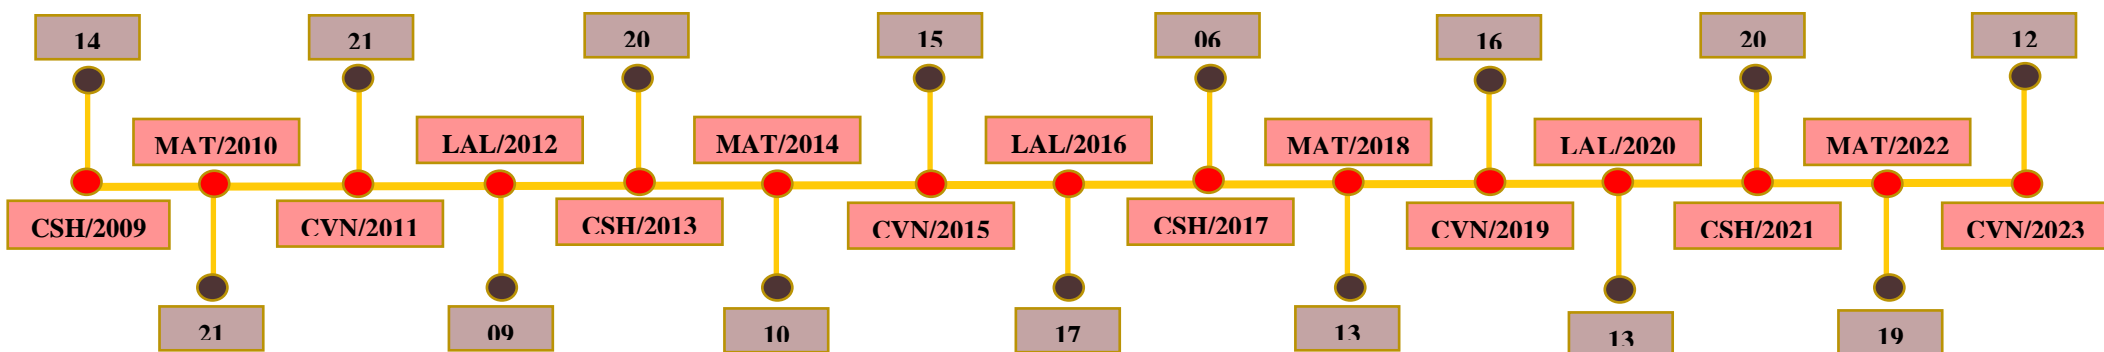 14
21
20
15
06
16
20
12
MAT/2010
LAL/2012
MAT/2014
LAL/2016
MAT/2018
LAL/2020
MAT/2022
CSH/2009
CVN/2011
CSH/2013
CVN/2015
CSH/2017
CVN/2019
CSH/2021
CVN/2023
21
09
10
17
13
13
19